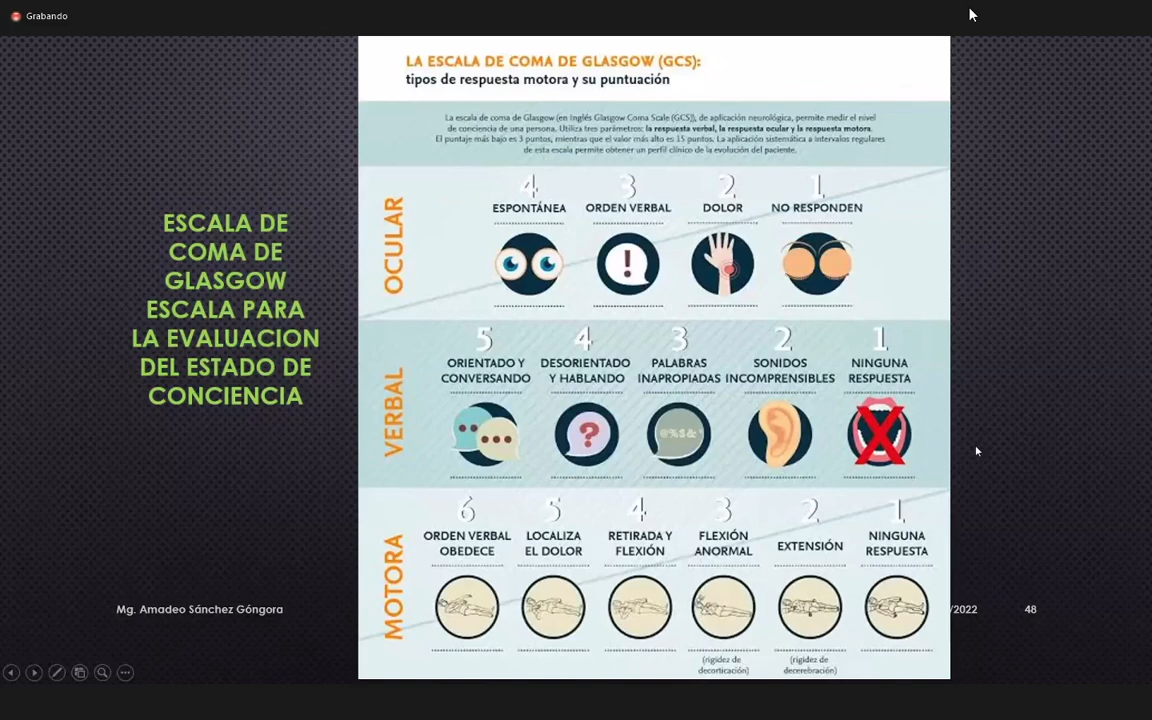 Grabando
LA ESCALA DE COMA DE GLASGOW (GCS):
tipos de respuesta motora y su puntuación
La escala de coma de Glasgow (en Inglés Glasgow Coma Scale (GCS)), de aplicación neurológica, permite medir el nivel
de conciencia de una persona. Utiliza tres parámetros: la respuesta verbal, la respuesta ocular y la respuesta motora.
El puntaje más bajo es 3 puntos, mientras que el valor más alto es 15 puntos. La aplicación sistemática a intervalos regulares
de esta escala permite obtener un perfil clínico de la evolución del paciente.
ESCALA DE
COMA DE
GLASGOW
ESCALA PARA
LA EVALUACION
DEL ESTADO DE
CONCIENCIA
OCULAR
4 3 2 1
ESPONTÁNEA ORDEN VERBAL DOLOR NO RESPONDEN
!
VERBAL
5 4 3 2 1
ORIENTADO Y DESORIENTADO PALABRAS SONIDOS NINGUNA
CONVERSANDO Y HABLANDO INAPROPIADAS INCOMPRENSIBLES RESPUESTA
? @%$& X
MOTORA
6 5 4 3 2 1
ORDEN VERBAL LOCALIZA RETIRADA Y FLEXIÓN EXTENSIÓN NINGUNA
OBEDECE EL DOLOR FLEXIÓN ANORMAL RESPUESTA
(rigidez de (rigidez de
decorticación) decerebración)
Mg. Amadeo Sánchez Góngora
/2022 48